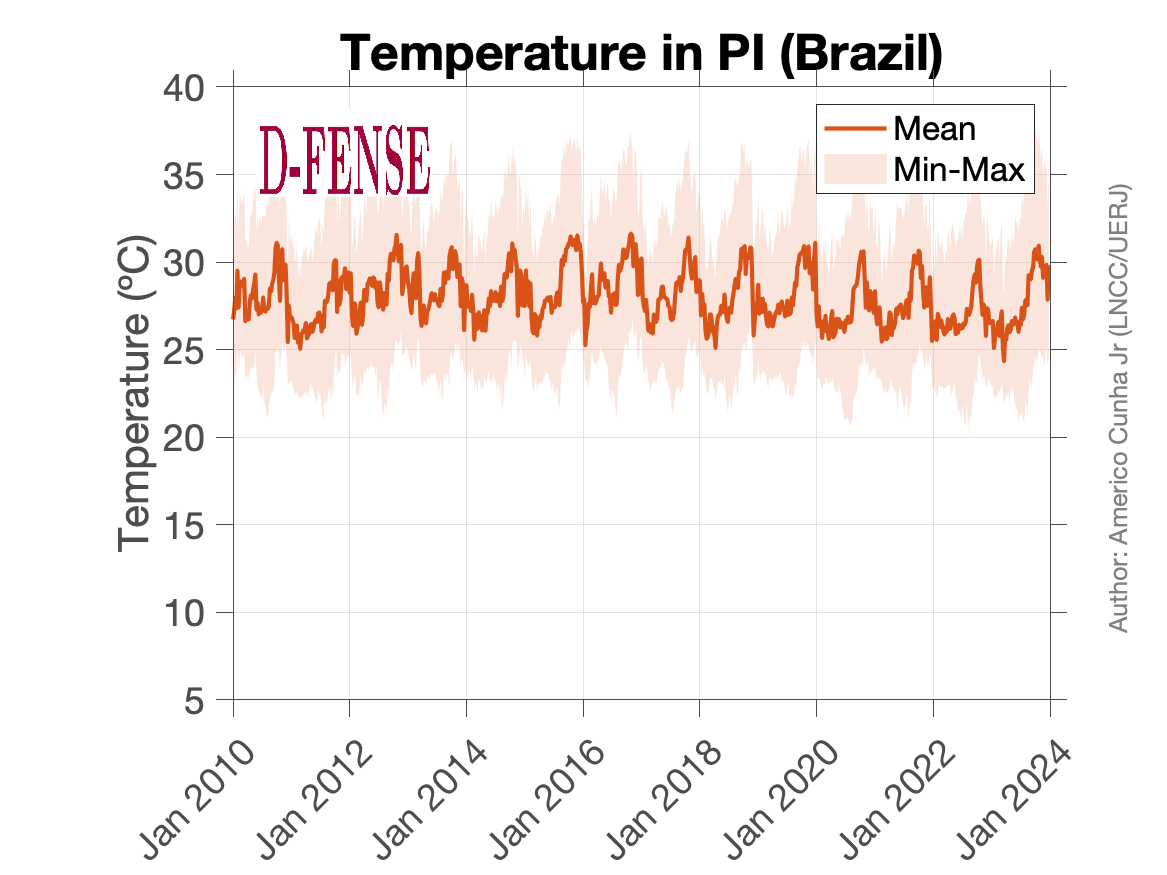 Temperature in PI (Brazil)
D-FENSE
Mean
Min-Max
Temperature (ºC)
40
35
30
25
20
15
10
5
Jan 2010
Jan 2012
Jan 2014
Jan 2016
Jan 2018
Jan 2020
Jan 2022
Jan 2024
Author: Americo Cunha Jr (LNCC/UERJ)